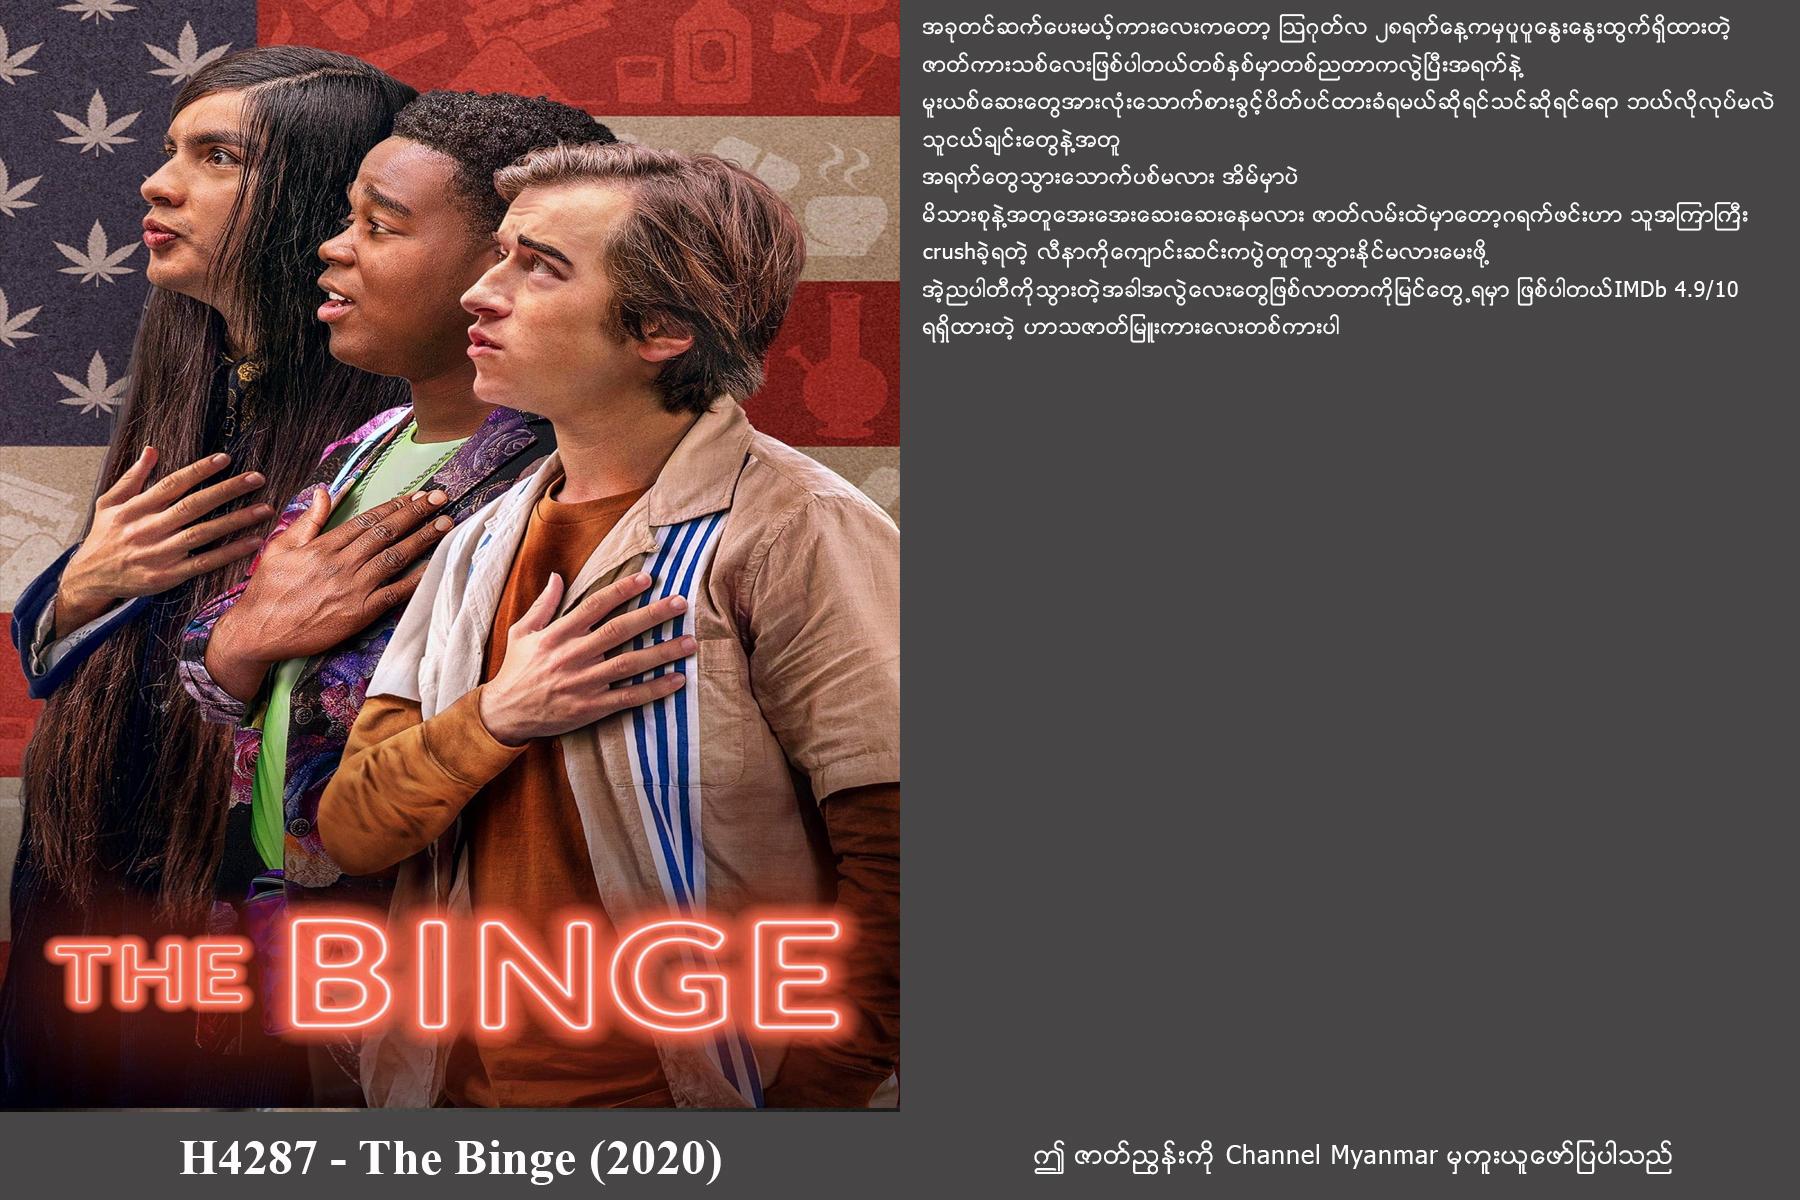 အခုတင်ဆက်ပေးမယ့်ကားလေးကတော့ ဩဂုတ်လ ၂၈ရက်နေ့ကမှပူပူနွေးနွေးထွက်ရှိထားတဲ့
ဇာတ်ကားသစ်လေးဖြစ်ပါတယ်တစ်နှစ်မှာတစ်ညတာကလွဲပြီးအရက်နဲ့
မူးယစ်ဆေးတွေအားလုံးသောက်စားခွင့်ပိတ်ပင်ထားခံရမယ်ဆိုရင်သင်ဆိုရင်ရော ဘယ်လိုလုပ်မလဲ
သူငယ်ချင်းတွေနဲ့အတူ
အရက်တွေသွားသောက်ပစ်မလား အိမ်မှာပဲ
မိသားစုနဲ့အတူအေးအေးဆေးဆေးနေမလား ဇာတ်လမ်းထဲမှာတော့ဂရက်ဖင်းဟာ သူအကြာကြီး
crushခဲ့ရတဲ့ လီနာကိုကျောင်းဆင်းကပွဲတူတူသွားနိုင်မလားမေးဖို့
အဲ့ညပါတီကိုသွားတဲ့အခါအလွဲလေးတွေဖြစ်လာတာကိုမြင်တွေ့ရမှာ ဖြစ်ပါတယ်IMDb 4.9/10
ရရှိထားတဲ့ ဟာသဇာတ်မြူးကားလေးတစ်ကားပါ
THE BINGE
H4287 - The Binge (2020)
ဤ ဇာတ်ညွှန်းကို Channel Myanmar မှကူးယူဖော်ပြပါသည်